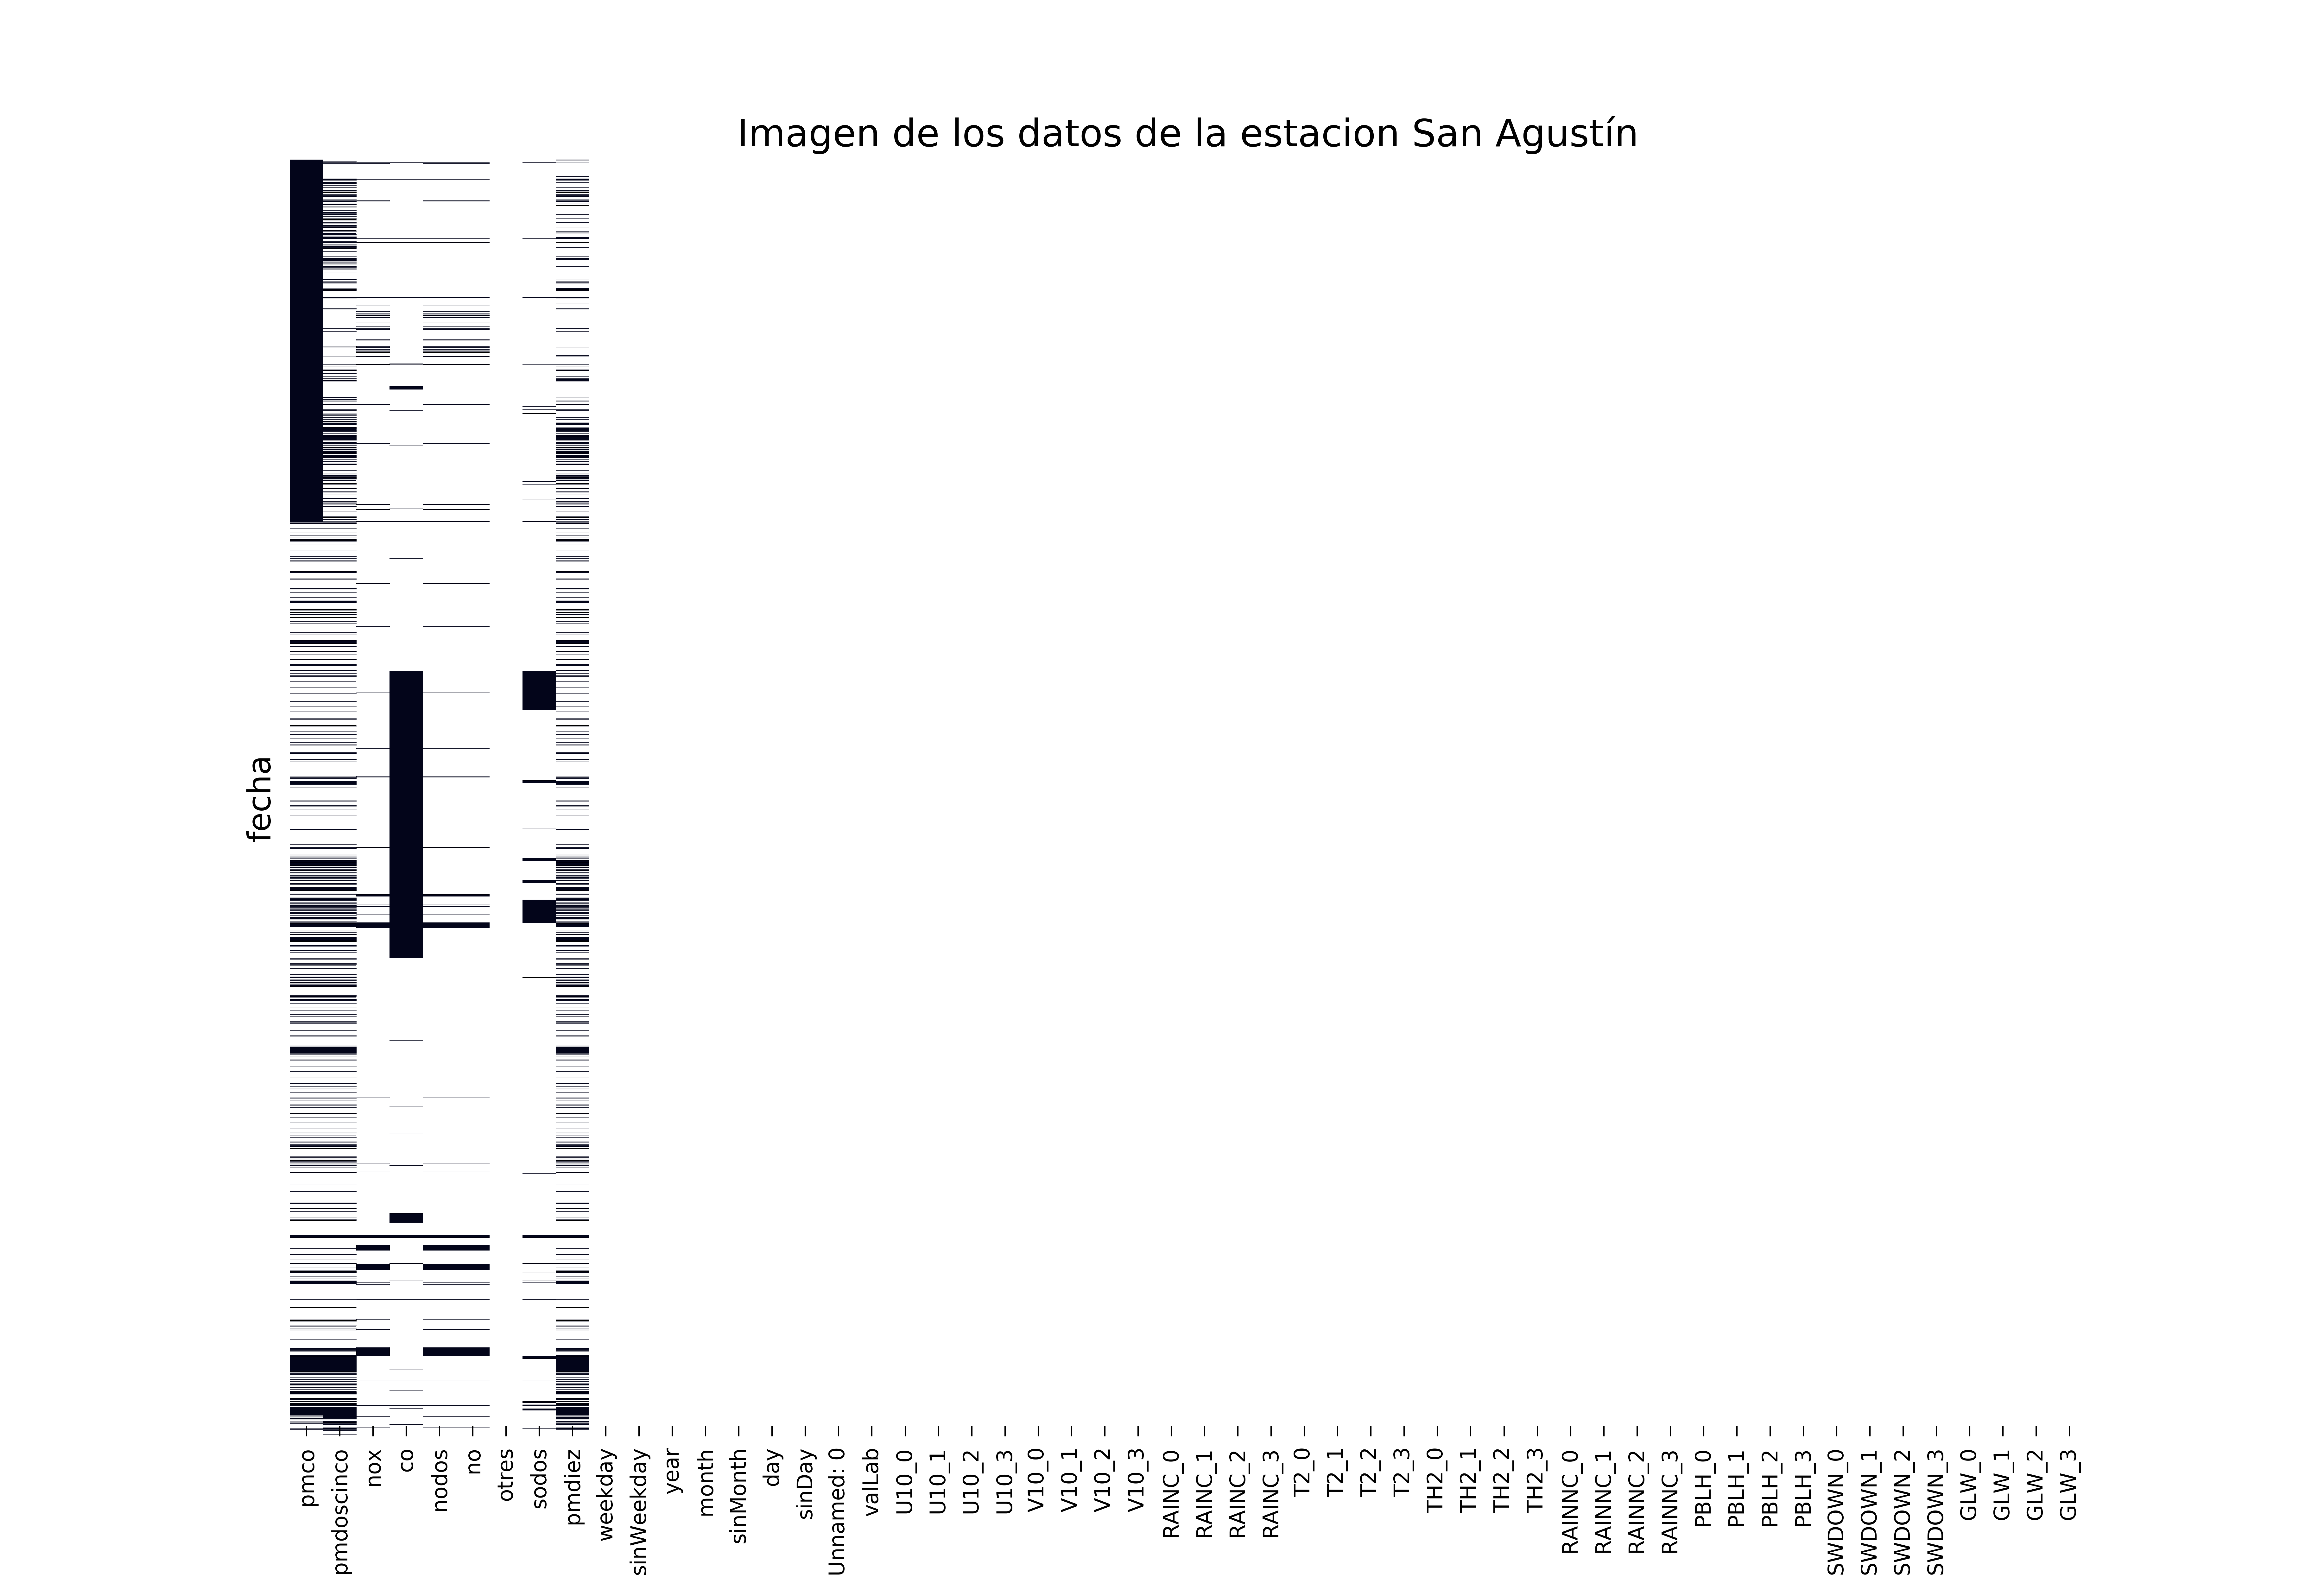 Imagen de los datos de la estacion San Agustín
fecha
pmco
pmdoscinco
nox
co
nodos
no
otres
sodos
pmdiez
weekday
sinWeekday
year
month
sinMonth
day
sinDay
Unnamed: 0
valLab
U10_0
U10_1
U10_2
U10_3
V10_0
V10_1
V10_2
V10_3
RAINC_0
RAINC_1
RAINC_2
RAINC_3
T2_0
T2_1
T2_2
T2_3
TH2_0
TH2_1
TH2_2
TH2_3
RAINNC_0
RAINNC_1
RAINNC_2
RAINNC_3
PBLH_0
PBLH_1
PBLH_2
PBLH_3
SWDOWN_0
SWDOWN_1
SWDOWN_2
SWDOWN_3
GLW_0
GLW_1
GLW_2
GLW_3